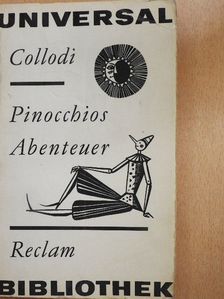 UNIVERSAL
Collodi
Pinocchios
Abenteuer
Reclam
BIBLIOTHEK